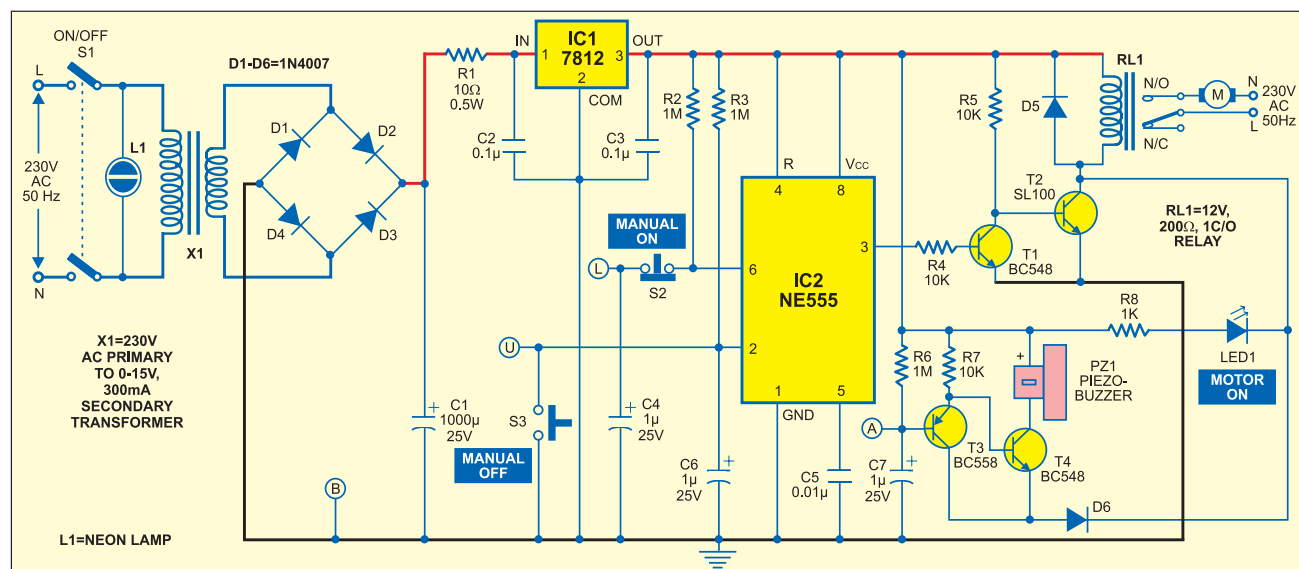 ON/OFF
S1
L
230V
AC
50 Hz
N
L1
X1
D1-D6=1N4007
D1
D2
D4
D3
R1
10Ω
0.5W
IN
1
IC1
7812
3
OUT
2
COM
C2
0.1µ
C3
0.1µ
R2
1M
R3
1M
R
4
VCC
8
R5
10K
D5
RL1
N/O
N/C
M
N
230V
AC
50Hz
L
T2
SL100
RL1=12V,
200Ω, 1C/O
RELAY
MANUAL
ON
L
S2
6
IC2
NE555
3
R4
10K
T1
BC548
U
2
S3
MANUAL
OFF
1
GND
5
R6
1M
R7
10K
R8
1K
LED1
MOTOR
ON
+
PZ1
PIEZO-
BUZZER
A
T3
BC558
T4
BC548
X1=230V
AC PRIMARY
TO 0-15V,
300mA
SECONDARY
TRANSFORMER
+
C1
1000µ
25V
+
C4
1µ
25V
+
C6
1µ
25V
C5
0.01µ
+
C7
1µ
25V
D6
B
L1=NEON LAMP